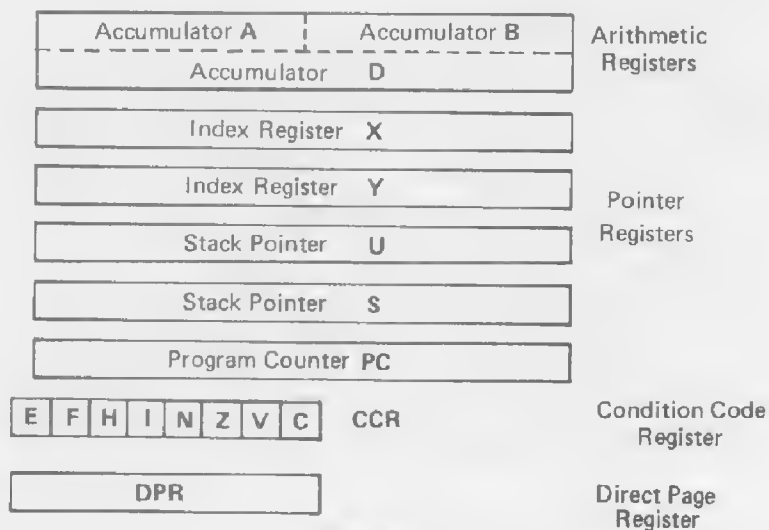 Accumulator A Accumulator B Arithmetic
Registers
Accumulator D
Index Register X
Index Register Y Pointer
Registers
Stack Pointer U
Stack Pointer S
Program Counter PC
E F H I N Z V C CCR Condition Code
Register
DPR Direct Page
Register